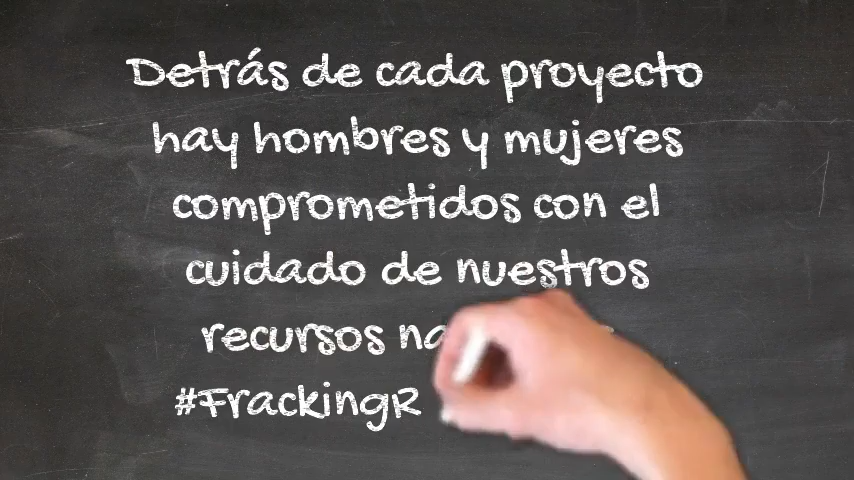 Detrás de cada proyecto
hay hombres y mujeres
comprometidos con el
cuidado de nuestros
recursos
#FrackingR